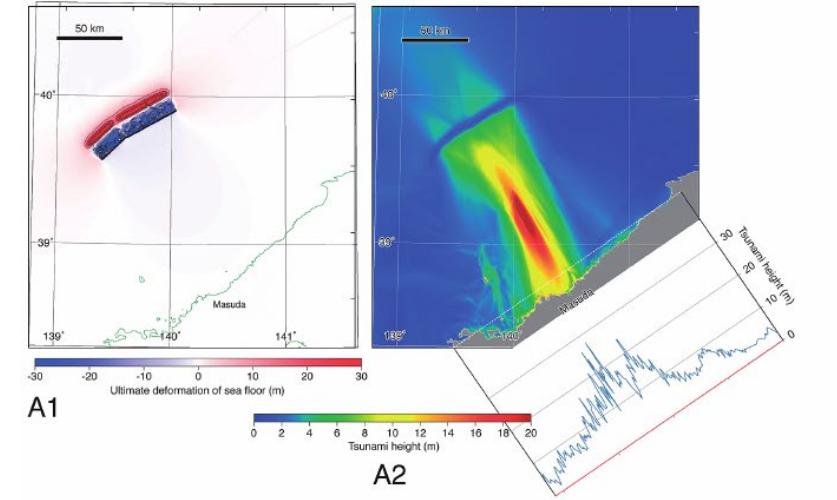 50 km
40°
39°
Masuda
139°
140°
141°
-30 -20 -10 0 10 20 30
Ultimate deformation of sea floor (m)
A1
50 km
40°
39°
139°
140°
Masuda
30
20
10
0
Tsunami height (m)
0 2 4 6 8 10 12 14 16 18 20
Tsunami height (m)
A2